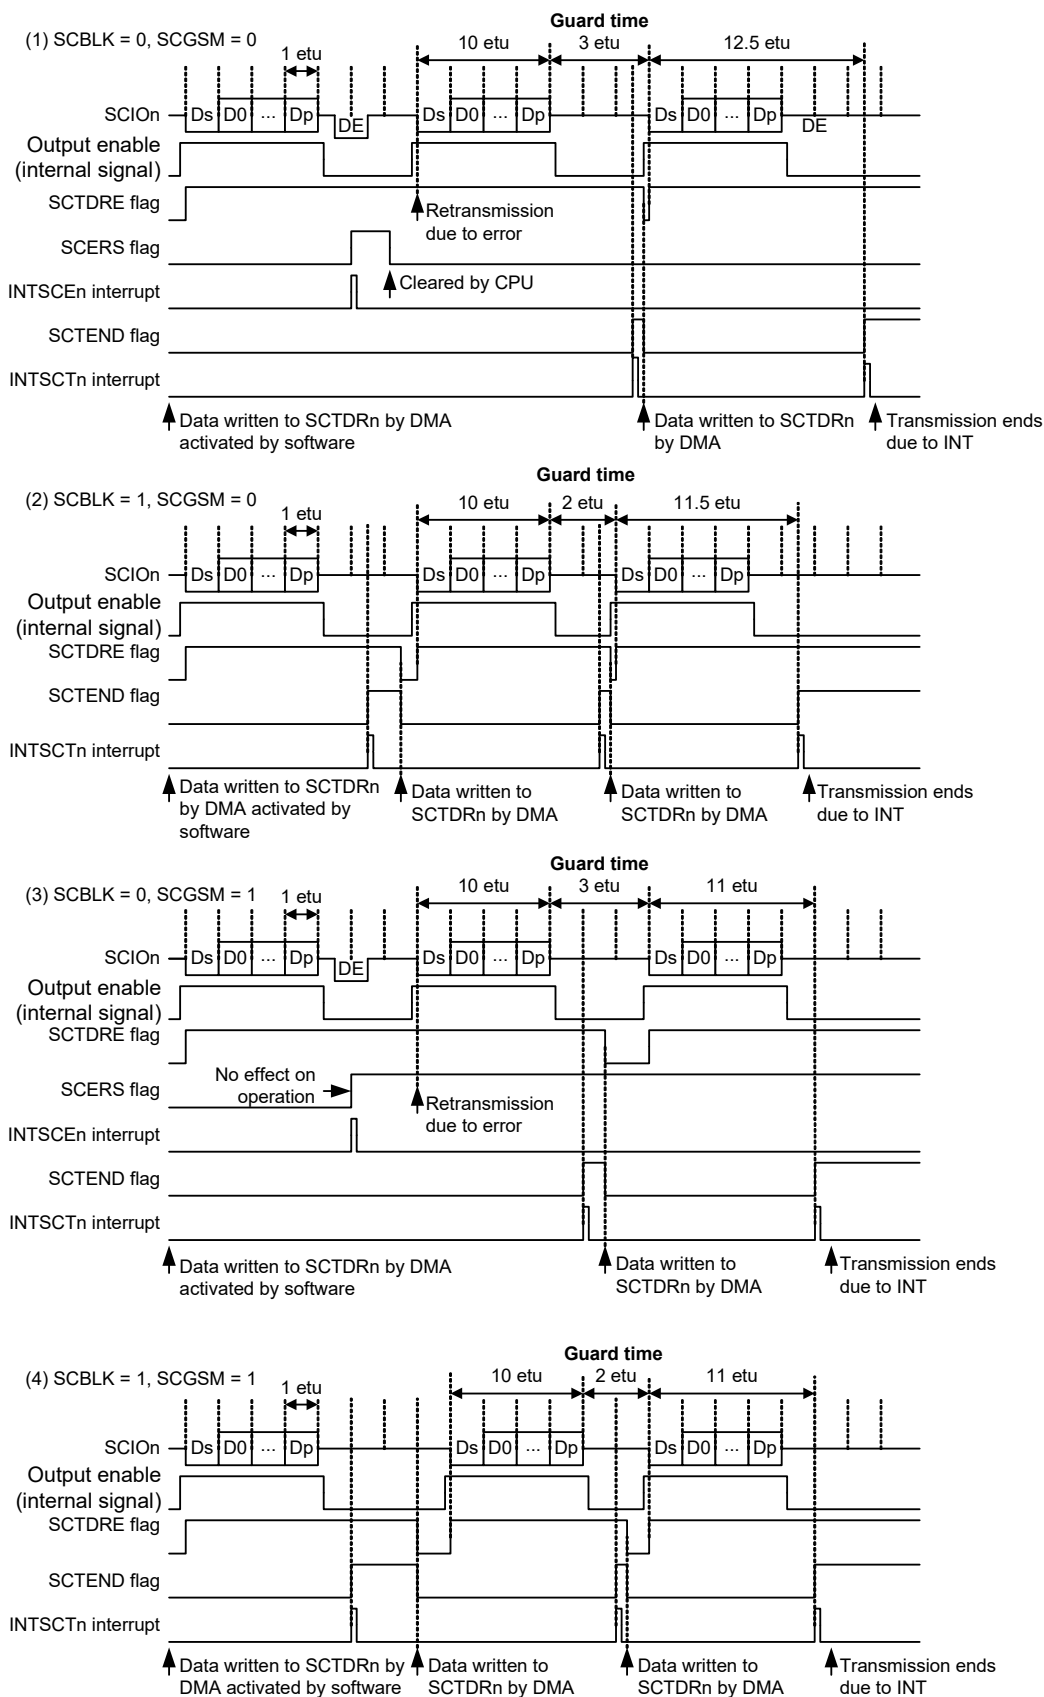 Guard time
(1) SCBLK = 0, SCGSM = 0
1 etu
10 etu
3 etu
12.5 etu
SCIOn
Ds D0 ... Dp
DE
Ds D0 ... Dp
Ds D0 ... Dp
DE
Output enable
(internal signal)
SCTDRE flag
Retransmission
due to error
SCERS flag
Cleared by CPU
INTSCEn interrupt
SCTEND flag
INTSCTn interrupt
Data written to SCTDRn by DMA
activated by software
Data written to SCTDRn
by DMA
Transmission ends
due to INT
Guard time
(2) SCBLK = 1, SCGSM = 0
1 etu
10 etu
2 etu
11.5 etu
SCIOn
Ds D0 ... Dp
Ds D0 ... Dp
Ds D0 ... Dp
Output enable
(internal signal)
SCTDRE flag
SCTEND flag
INTSCTn interrupt
Data written to SCTDRn
by DMA activated by
software
Data written to
SCTDRn by DMA
Data written to
SCTDRn by DMA
Transmission ends
due to INT
Guard time
(3) SCBLK = 0, SCGSM = 1
1 etu
10 etu
3 etu
11 etu
SCIOn
Ds D0 ... Dp
DE
Ds D0 ... Dp
Ds D0 ... Dp
Output enable
(internal signal)
SCTDRE flag
SCERS flag
No effect on
operation
Retransmission
due to error
INTSCEn interrupt
SCTEND flag
INTSCTn interrupt
Data written to SCTDRn by DMA
activated by software
Data written to
SCTDRn by DMA
Transmission ends
due to INT
Guard time
(4) SCBLK = 1, SCGSM = 1
1 etu
10 etu
2 etu
11 etu
SCIOn
Ds D0 ... Dp
Ds D0 ... Dp
Ds D0 ... Dp
Output enable
(internal signal)
SCTDRE flag
SCTEND flag
INTSCTn interrupt
Data written to SCTDRn by
DMA activated by software
Data written to
SCTDRn by DMA
Data written to
SCTDRn by DMA
Transmission ends
due to INT